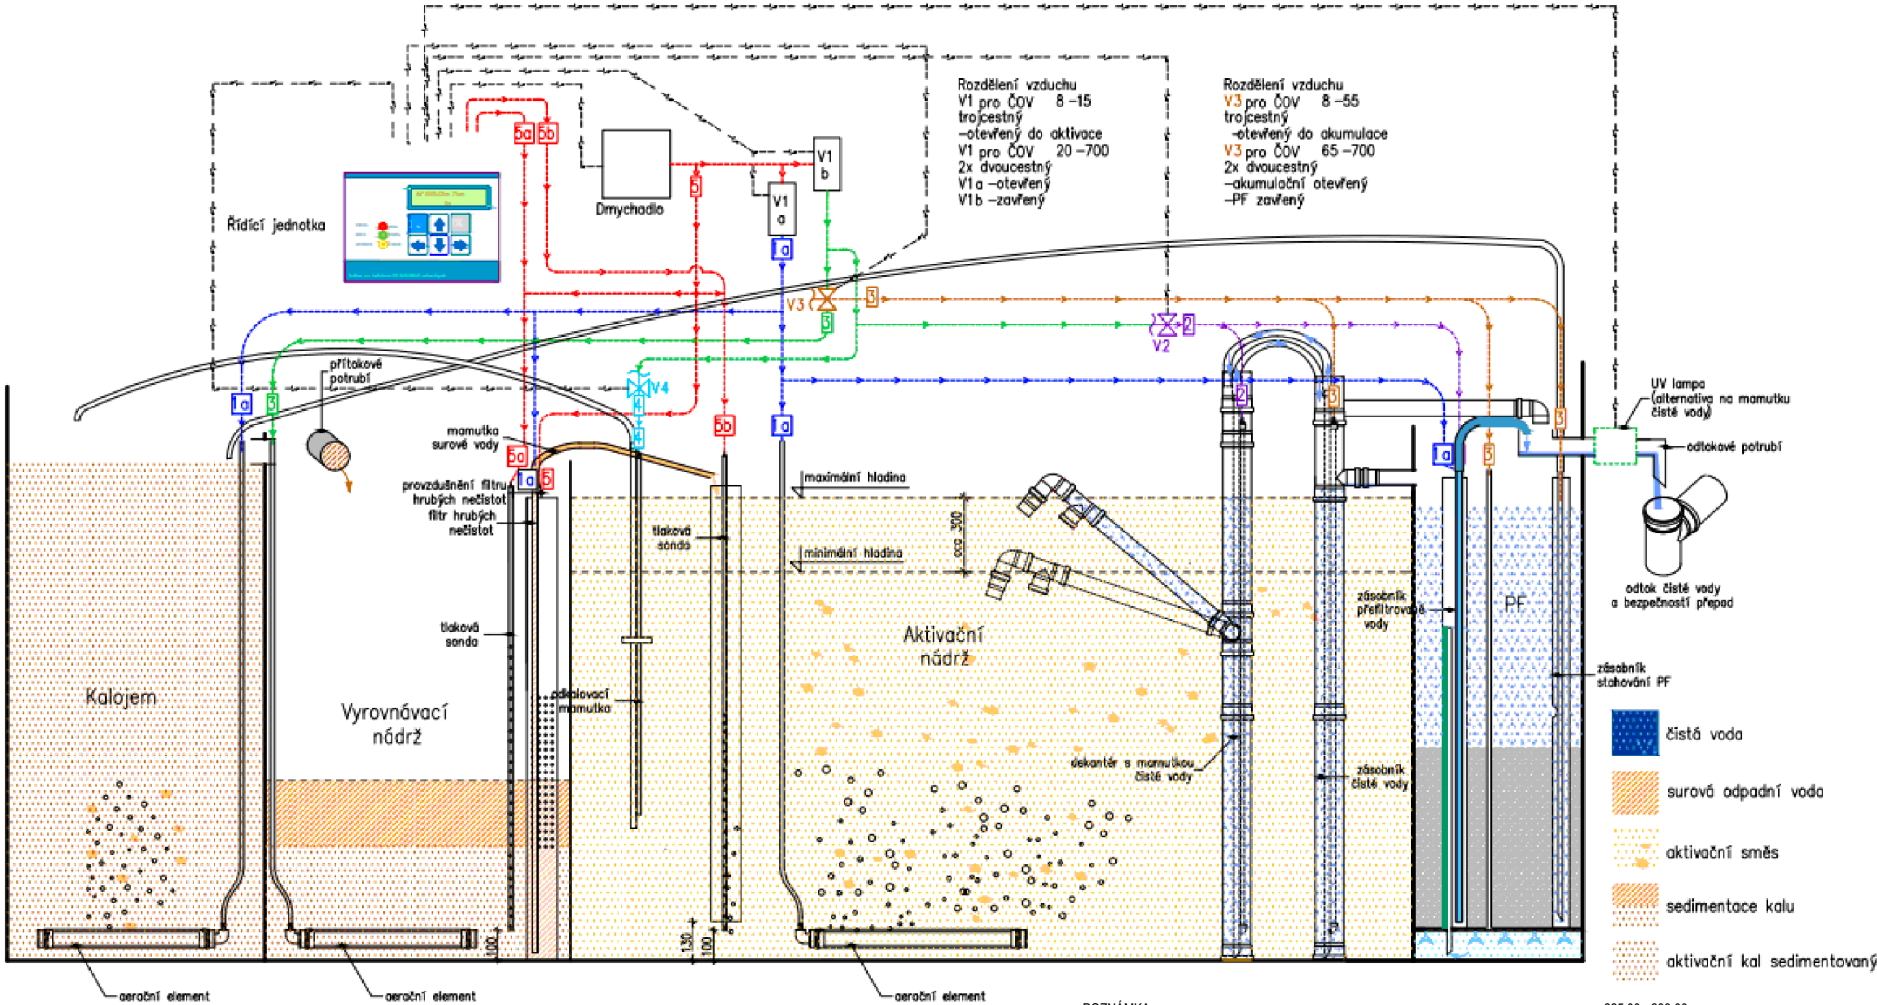 Rozdělení vzduchu
V1 pro ČOV 8-15
trojcestný
-otevřený do aktivace
V1 pro ČOV 20-700
2x dvoucestný
V1a -otevřený
V1b -zavřený
Rozdělení vzduchu
V3 pro ČOV 8-55
trojcestný
-otevřený do akumulace
V3 pro ČOV 65-700
2x dvoucestný
-akumulační otevřený
-PF zavřený
5a
5b
V1
b
5
V1
a
Dmychadlo
Řídící jednotka
1a
V3
3
3
2
V2
přítokové
potrubí
V4
4
4
1a
3
mamutka
surové vody
5a
1a
5
5b
1a
2
3
1a
3
3
UV lampa
(alternativa na mamutku
čisté vody)
odtokové potrubí
provzdušnění filtru
hrubých nečistot
filtr hrubých
nečistot
maximální hladina
cca 300
tlaková
sonda
minimální hladina
odtok čisté vody
a bezpečností přepad
zásobník
přefiltrované
vody
PF
tlaková
sonda
Aktivační
nádrž
zásobník
stahování PF
Kalojem
Vyrovnávací
nádrž
odkalovací
mamutka
čistá voda
dekantér s mamutkou
čisté vody
zásobník
čisté vody
surová odpadní voda
aktivační směs
sedimentace kalu
aktivační kal sedimentovaný
100
130
100
aerační element
aerační element
aerační element